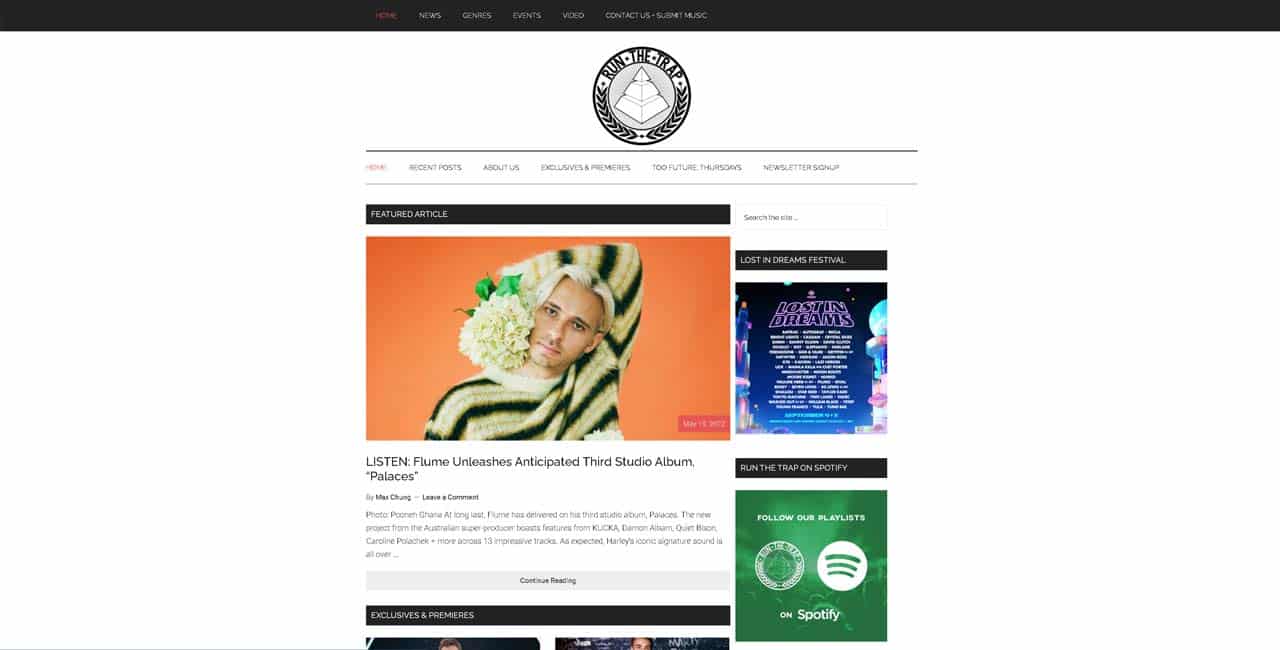 HOME
NEWS
GENRES
EVENTS
VIDEO
CONTACT US + SUBMIT MUSIC
RUN·THE·TRAP
HOME
RECENT POSTS
ABOUT US
EXCLUSIVES & PREMIERES
TOO FUTURE. THURSDAYS
NEWSLETTER SIGNUP
FEATURED ARTICLE
May 19, 2022
LISTEN: Flume Unleashes Anticipated Third Studio Album,
“Palaces”
By Max Chung — Leave a Comment
Photo: Pooneh Ghana At long last, Flume has delivered on his third studio album, Palaces. The new
project from the Australian super-producer boasts features from KUČKA, Damon Albarn, Quiet Bison,
Caroline Polachek + more across 13 impressive tracks. As expected, Harley's iconic signature sound is
all over ...
Continue Reading
EXCLUSIVES & PREMIERES
Search the site ...
LOST IN DREAMS FESTIVAL
LOST IN
DREAMS
SEPTEMBER
RUN THE TRAP ON SPOTIFY
FOLLOW OUR PLAYLISTS
RUN·THE·TRAP
ON Spotify